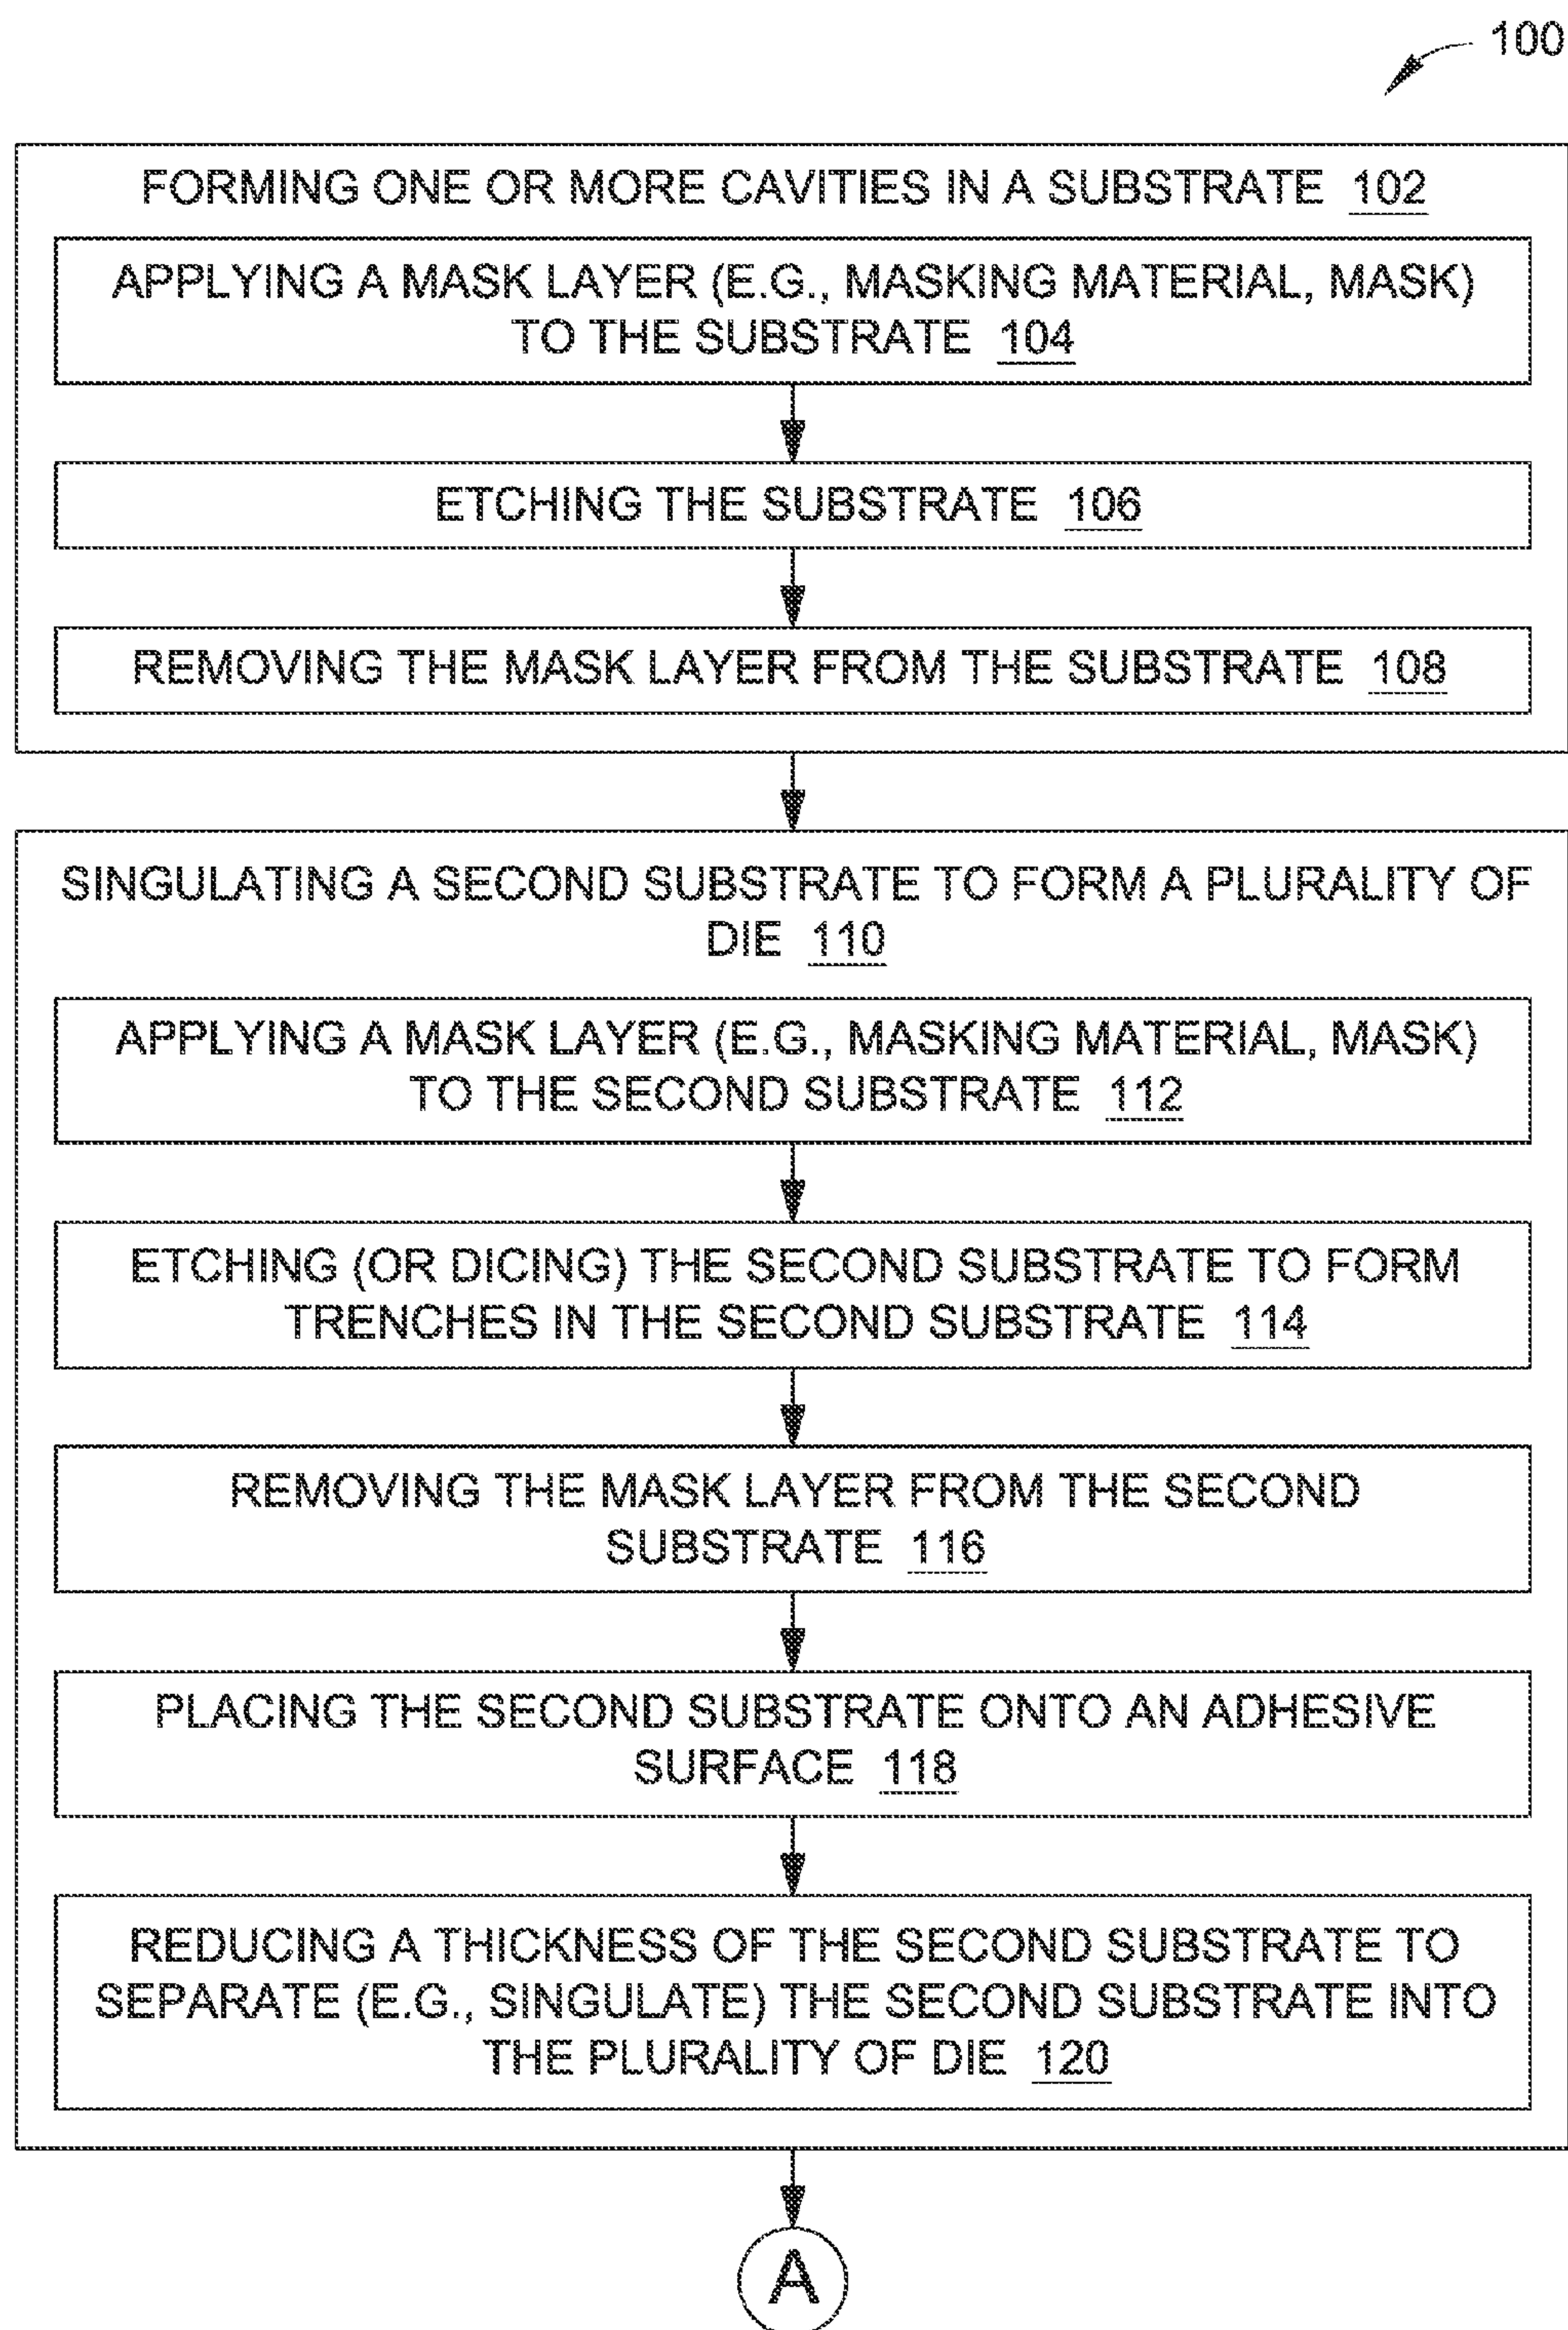 100
FORMING ONE OR MORE CAVITIES IN A SUBSTRATE 102
APPLYING A MASK LAYER (E.G., MASKING MATERIAL, MASK)
TO THE SUBSTRATE 104
ETCHING THE SUBSTRATE 106
REMOVING THE MASK LAYER FROM THE SUBSTRATE 108
SINGULATING A SECOND SUBSTRATE TO FORM A PLURALITY OF
DIE 110
APPLYING A MASK LAYER (E.G., MASKING MATERIAL, MASK)
TO THE SECOND SUBSTRATE 112
ETCHING (OR DICING) THE SECOND SUBSTRATE TO FORM
TRENCHES IN THE SECOND SUBSTRATE 114
REMOVING THE MASK LAYER FROM THE SECOND
SUBSTRATE 116
PLACING THE SECOND SUBSTRATE ONTO AN ADHESIVE
SURFACE 118
REDUCING A THICKNESS OF THE SECOND SUBSTRATE TO
SEPARATE (E.G., SINGULATE) THE SECOND SUBSTRATE INTO
THE PLURALITY OF DIE 120
A